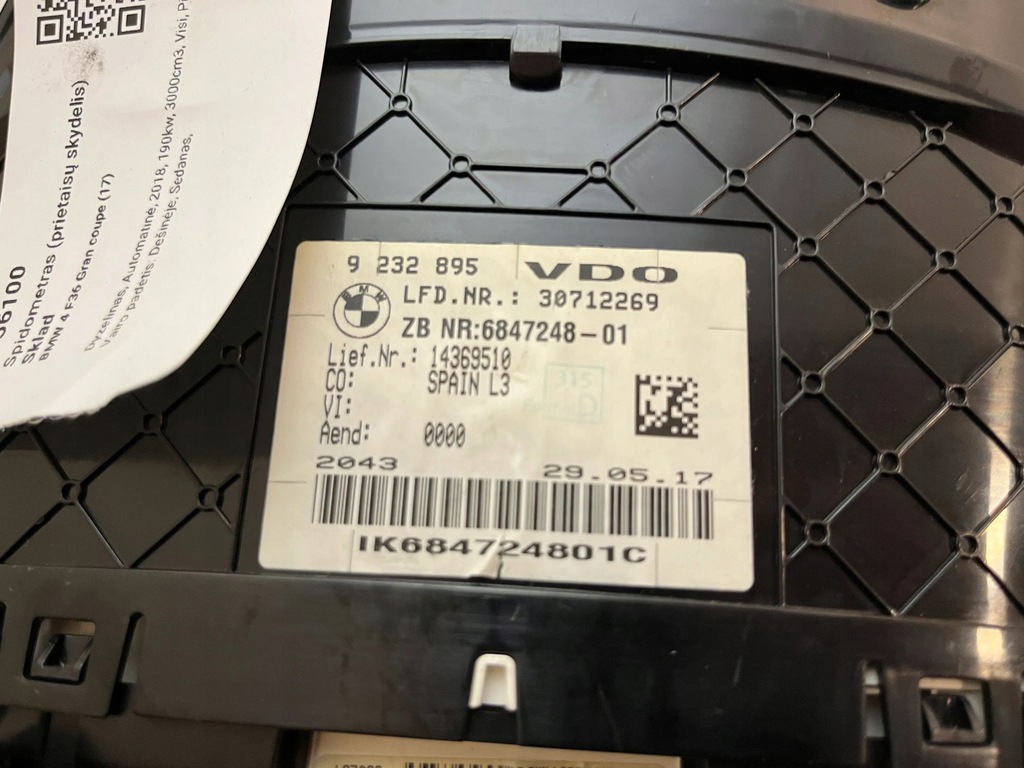 Spidometras (prietaisų skydelis)
Sklad
BMW 4 F36 Gran coupe (17)
Dyzelinas, Automatinė, 2018, 190kw, 3000cm3, Visi,
Vairo padėtis: Dešinėje, Sedanas,
9 232 895 VDO
BMW
LFD.NR.: 30712269
ZB NR:6847248-01
Lief.Nr.: 14369510
CO: SPAIN L3
VI:
Aend: 0000
315
D
2043 29.05.17
IK684724801C